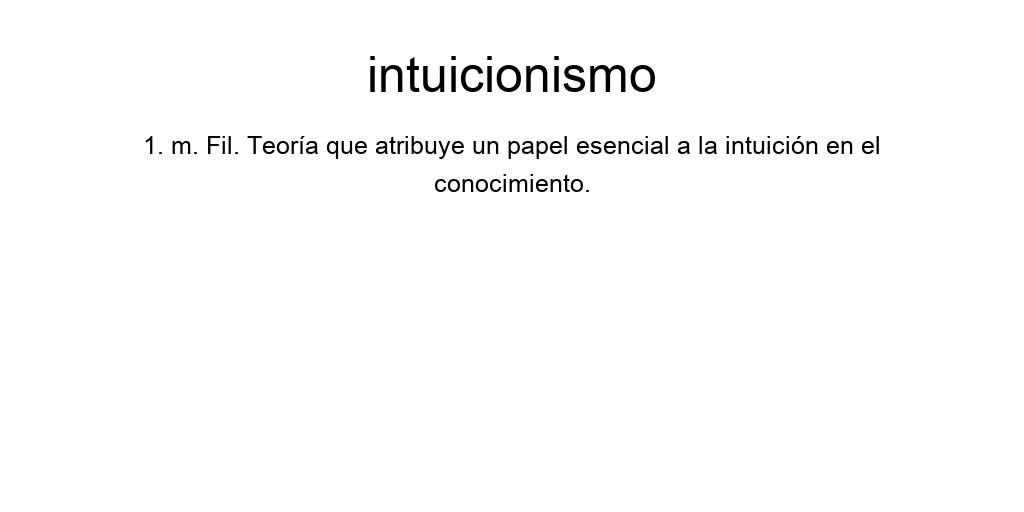 intuicionismo
1. m. Fil. Teoría que atribuye un papel esencial a la intuición en el
conocimiento.